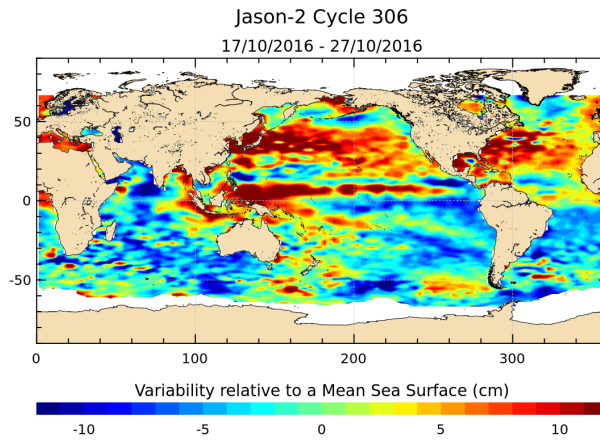 Jason-2 Cycle 306
17/10/2016 - 27/10/2016
50
0
-50
0 100 200 300
Variability relative to a Mean Sea Surface (cm)
-10 -5 0 5 10